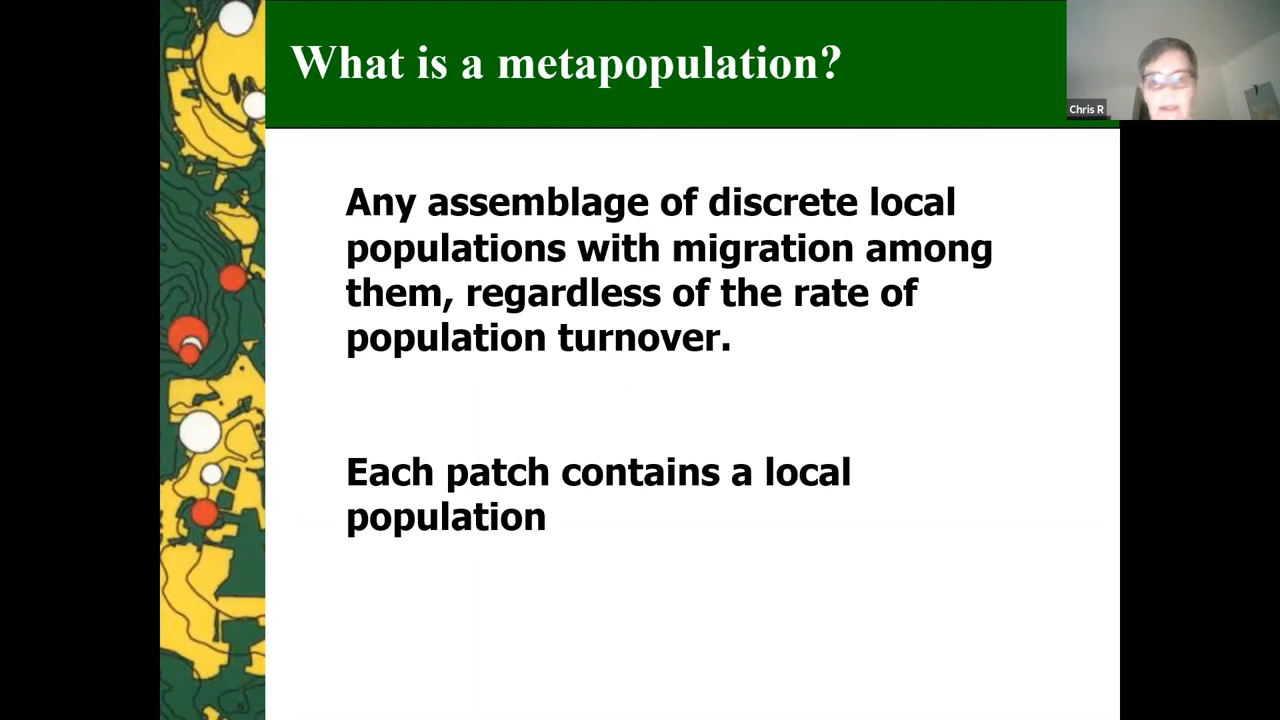 What is a metapopulation?
Chris R
Any assemblage of discrete local
populations with migration among
them, regardless of the rate of
population turnover.
Each patch contains a local
population